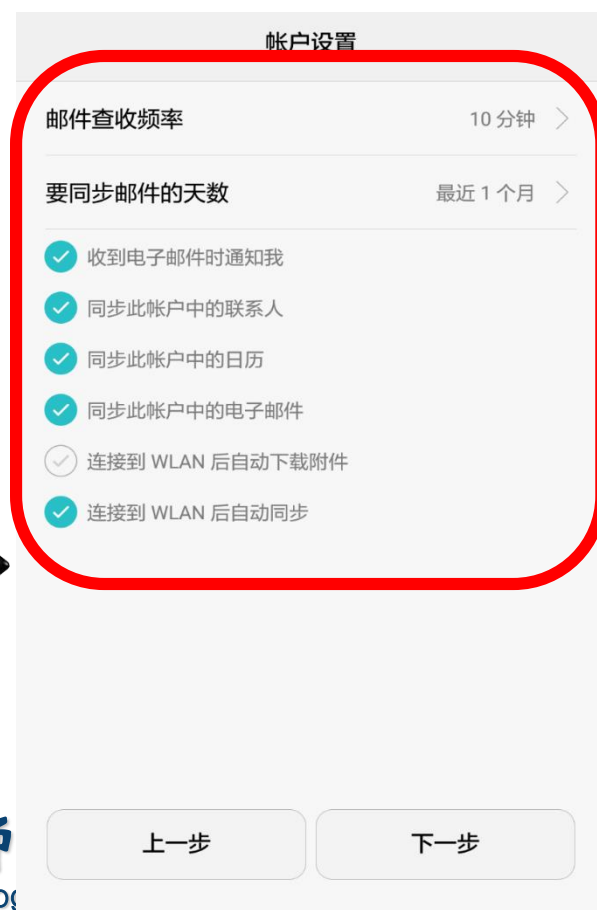 帐户设置
邮件查收频率 10 分钟
要同步邮件的天数 最近 1 个月
收到电子邮件时通知我
同步此帐户中的联系人
同步此帐户中的日历
同步此帐户中的电子邮件
连接到 WLAN 后自动下载附件
连接到 WLAN 后自动同步
上一步 下一步